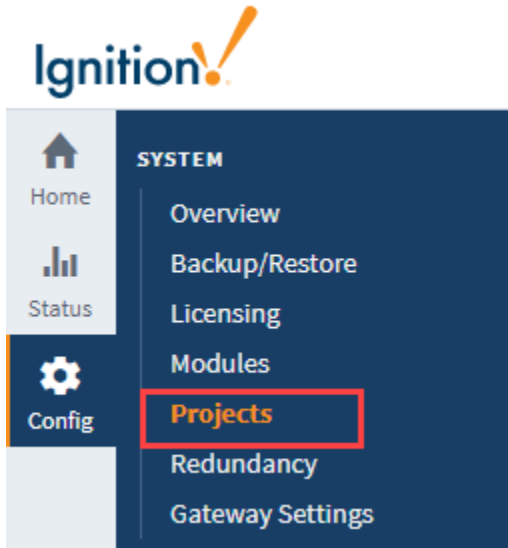 Ignition!
Home
Status
Config
SYSTEM
Overview
Backup/Restore
Licensing
Modules
Projects
Redundancy
Gateway Settings